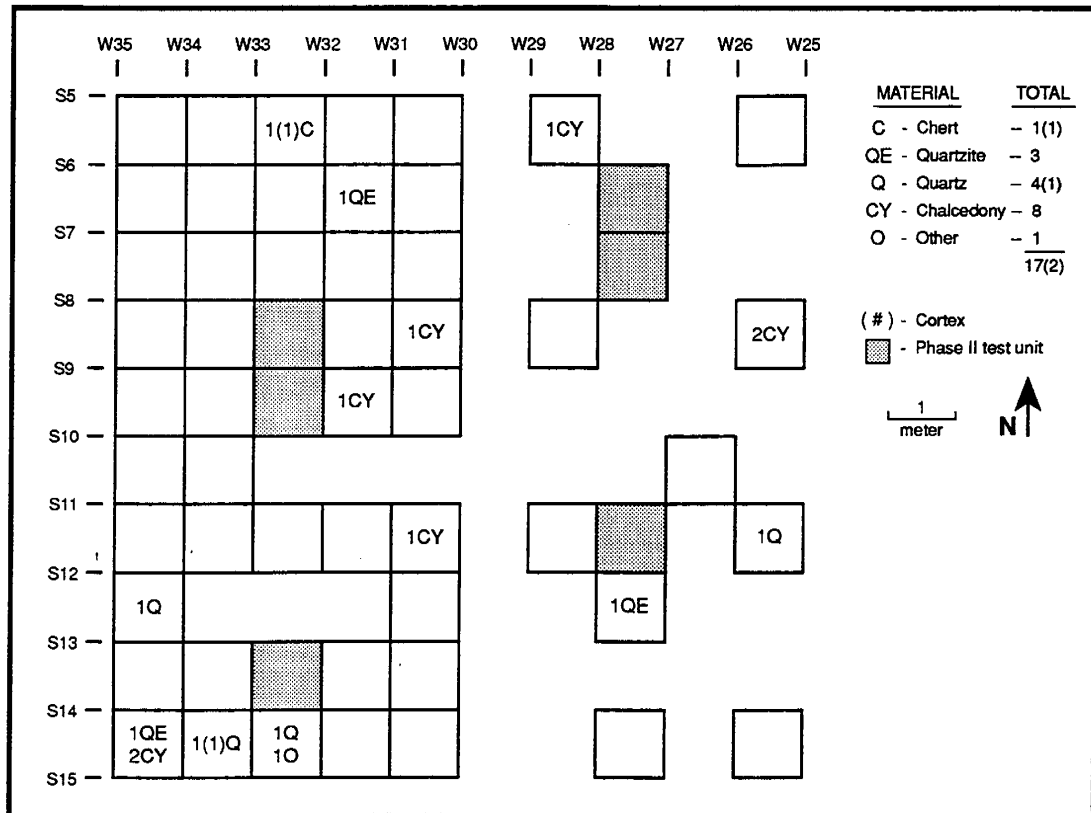 W35 W34 W33 W32 W31 W30 W29 W28 W27 W26 W25
S5
1(1)C 1CY
S6
1QE
S7
S8
1CY 2CY
S9
1CY
S10
S11
1CY 1Q
S12
1Q 1QE
S13
S14
1QE 1(1)Q 1Q
2CY 1O
S15
MATERIAL TOTAL
C - Chert – 1(1)
QE - Quartzite – 3
Q - Quartz – 4(1)
CY - Chalcedony – 8
O - Other – 1
17(2)
(#) - Cortex
- Phase II test unit
1
meter
N